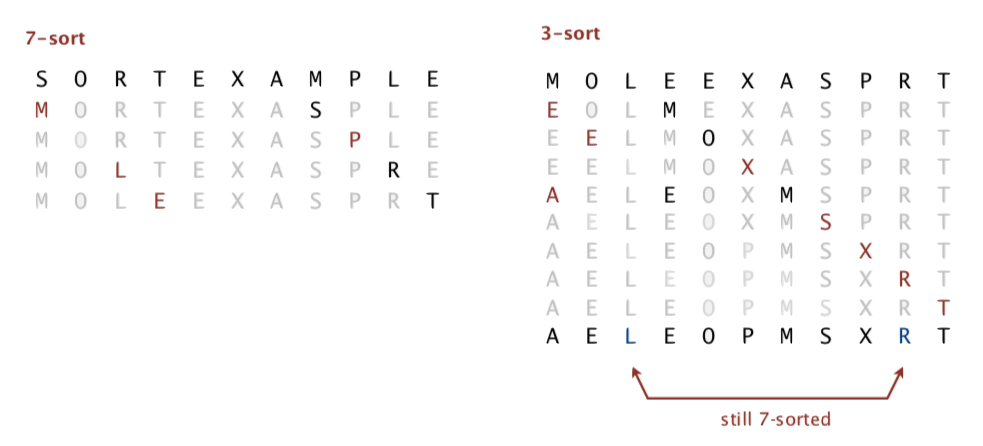 7-sort
S O R T E X A M P L E
M O R T E X A S P L E
M O R T E X A S P L E
M O L T E X A S P R E
M O L E E X A S P R T
3-sort
M O L E E X A S P R T
E O L M E X A S P R T
E E L M O X A S P R T
E E L M O X A S P R T
A E L E O X M S P R T
A E L E O X M S P R T
A E L E O P M S X R T
A E L E O P M S X R T
A E L E O P M S X R T
A E L E O P M S X R T
still 7-sorted